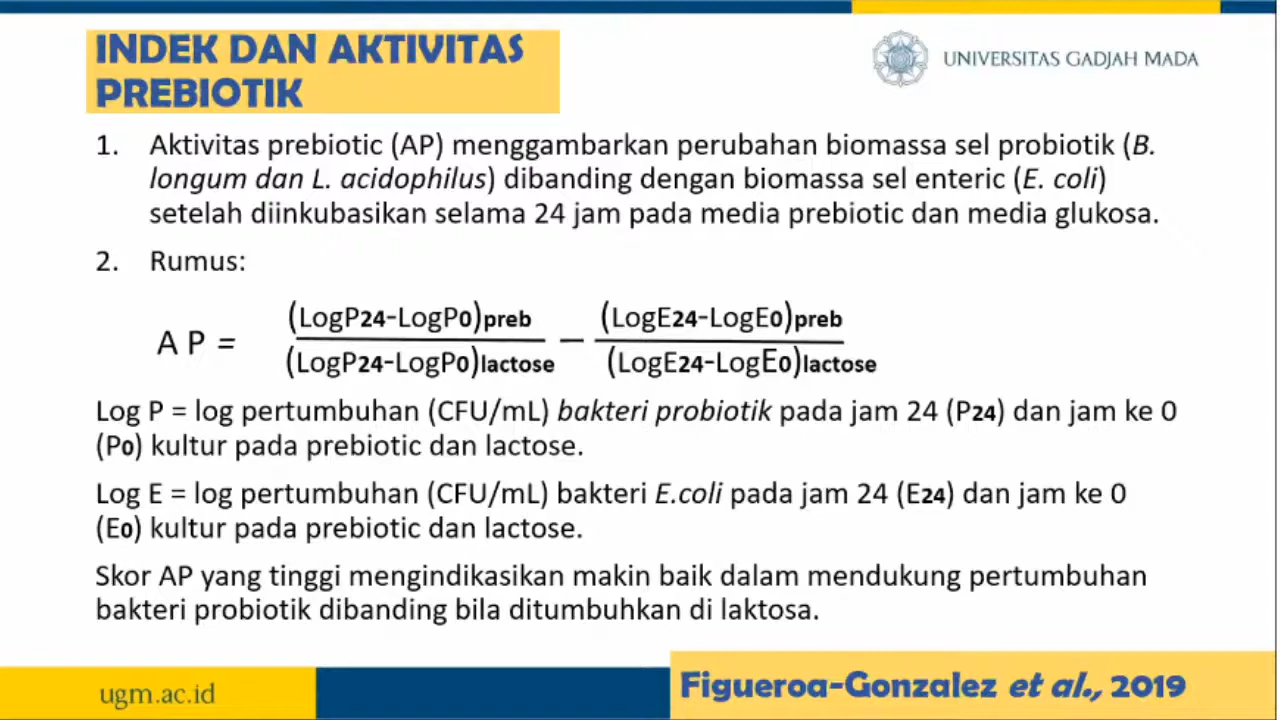 INDEK DAN AKTIVITAS
PREBIOTIK
UNIVERSITAS GADJAH MADA
1. Aktivitas prebiotic (AP) menggambarkan perubahan biomassa sel probiotik (B.
longum dan L. acidophilus) dibanding dengan biomassa sel enteric (E. coli)
setelah diinkubasikan selama 24 jam pada media prebiotic dan media glukosa.
2. Rumus:
(LogP24-LogP0)preb (LogE24-LogE0)preb
A P = −
(LogP24-LogP0)lactose (LogE24-LogE0)lactose
Log P = log pertumbuhan (CFU/mL) bakteri probiotik pada jam 24 (P24) dan jam ke 0
(P0) kultur pada prebiotic dan lactose.
Log E = log pertumbuhan (CFU/mL) bakteri E.coli pada jam 24 (E24) dan jam ke 0
(E0) kultur pada prebiotic dan lactose.
Skor AP yang tinggi mengindikasikan makin baik dalam mendukung pertumbuhan
bakteri probiotik dibanding bila ditumbuhkan di laktosa.
ugm.ac.id
Figueroa-Gonzalez et al., 2019